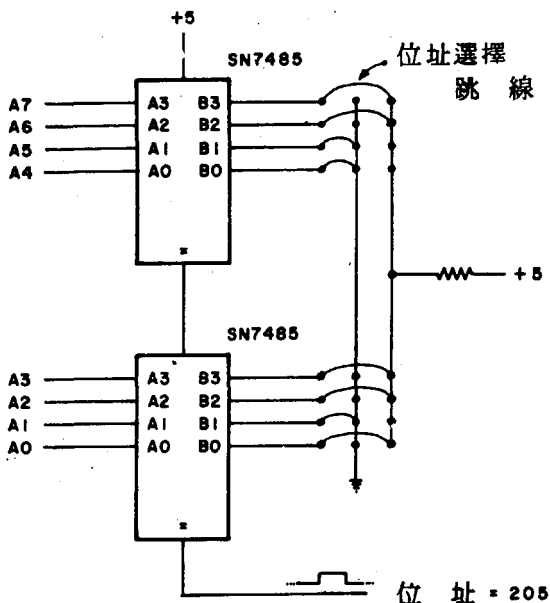 +5
SN7485
位址選擇
跳線
A7 A3 B3
A6 A2 B2
A5 A1 B1
A4 A0 B0
=
+5
SN7485
A3 A3 B3
A2 A2 B2
A1 A1 B1
A0 A0 B0
=
位址 = 205